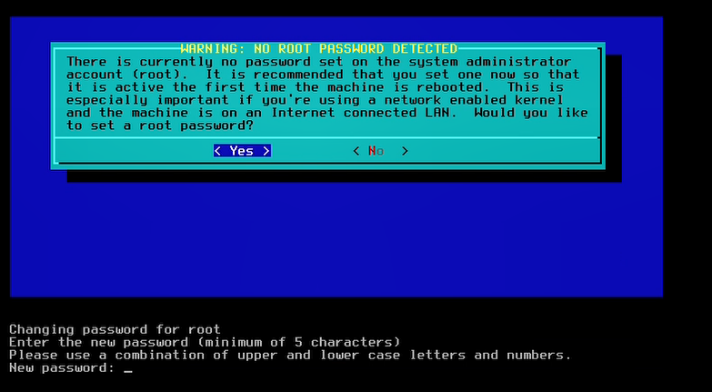 WARNING: NO ROOT PASSWORD DETECTED
There is currently no password set on the system administrator
account (root).  It is recommended that you set one now so that
it is active the first time the machine is rebooted.  This is
especially important if you're using a network enabled kernel
and the machine is on an Internet connected LAN.  Would you like
to set a root password?
< Yes > < No >
Changing password for root
Enter the new password (minimum of 5 characters)
Please use a combination of upper and lower case letters and numbers.
New password: _